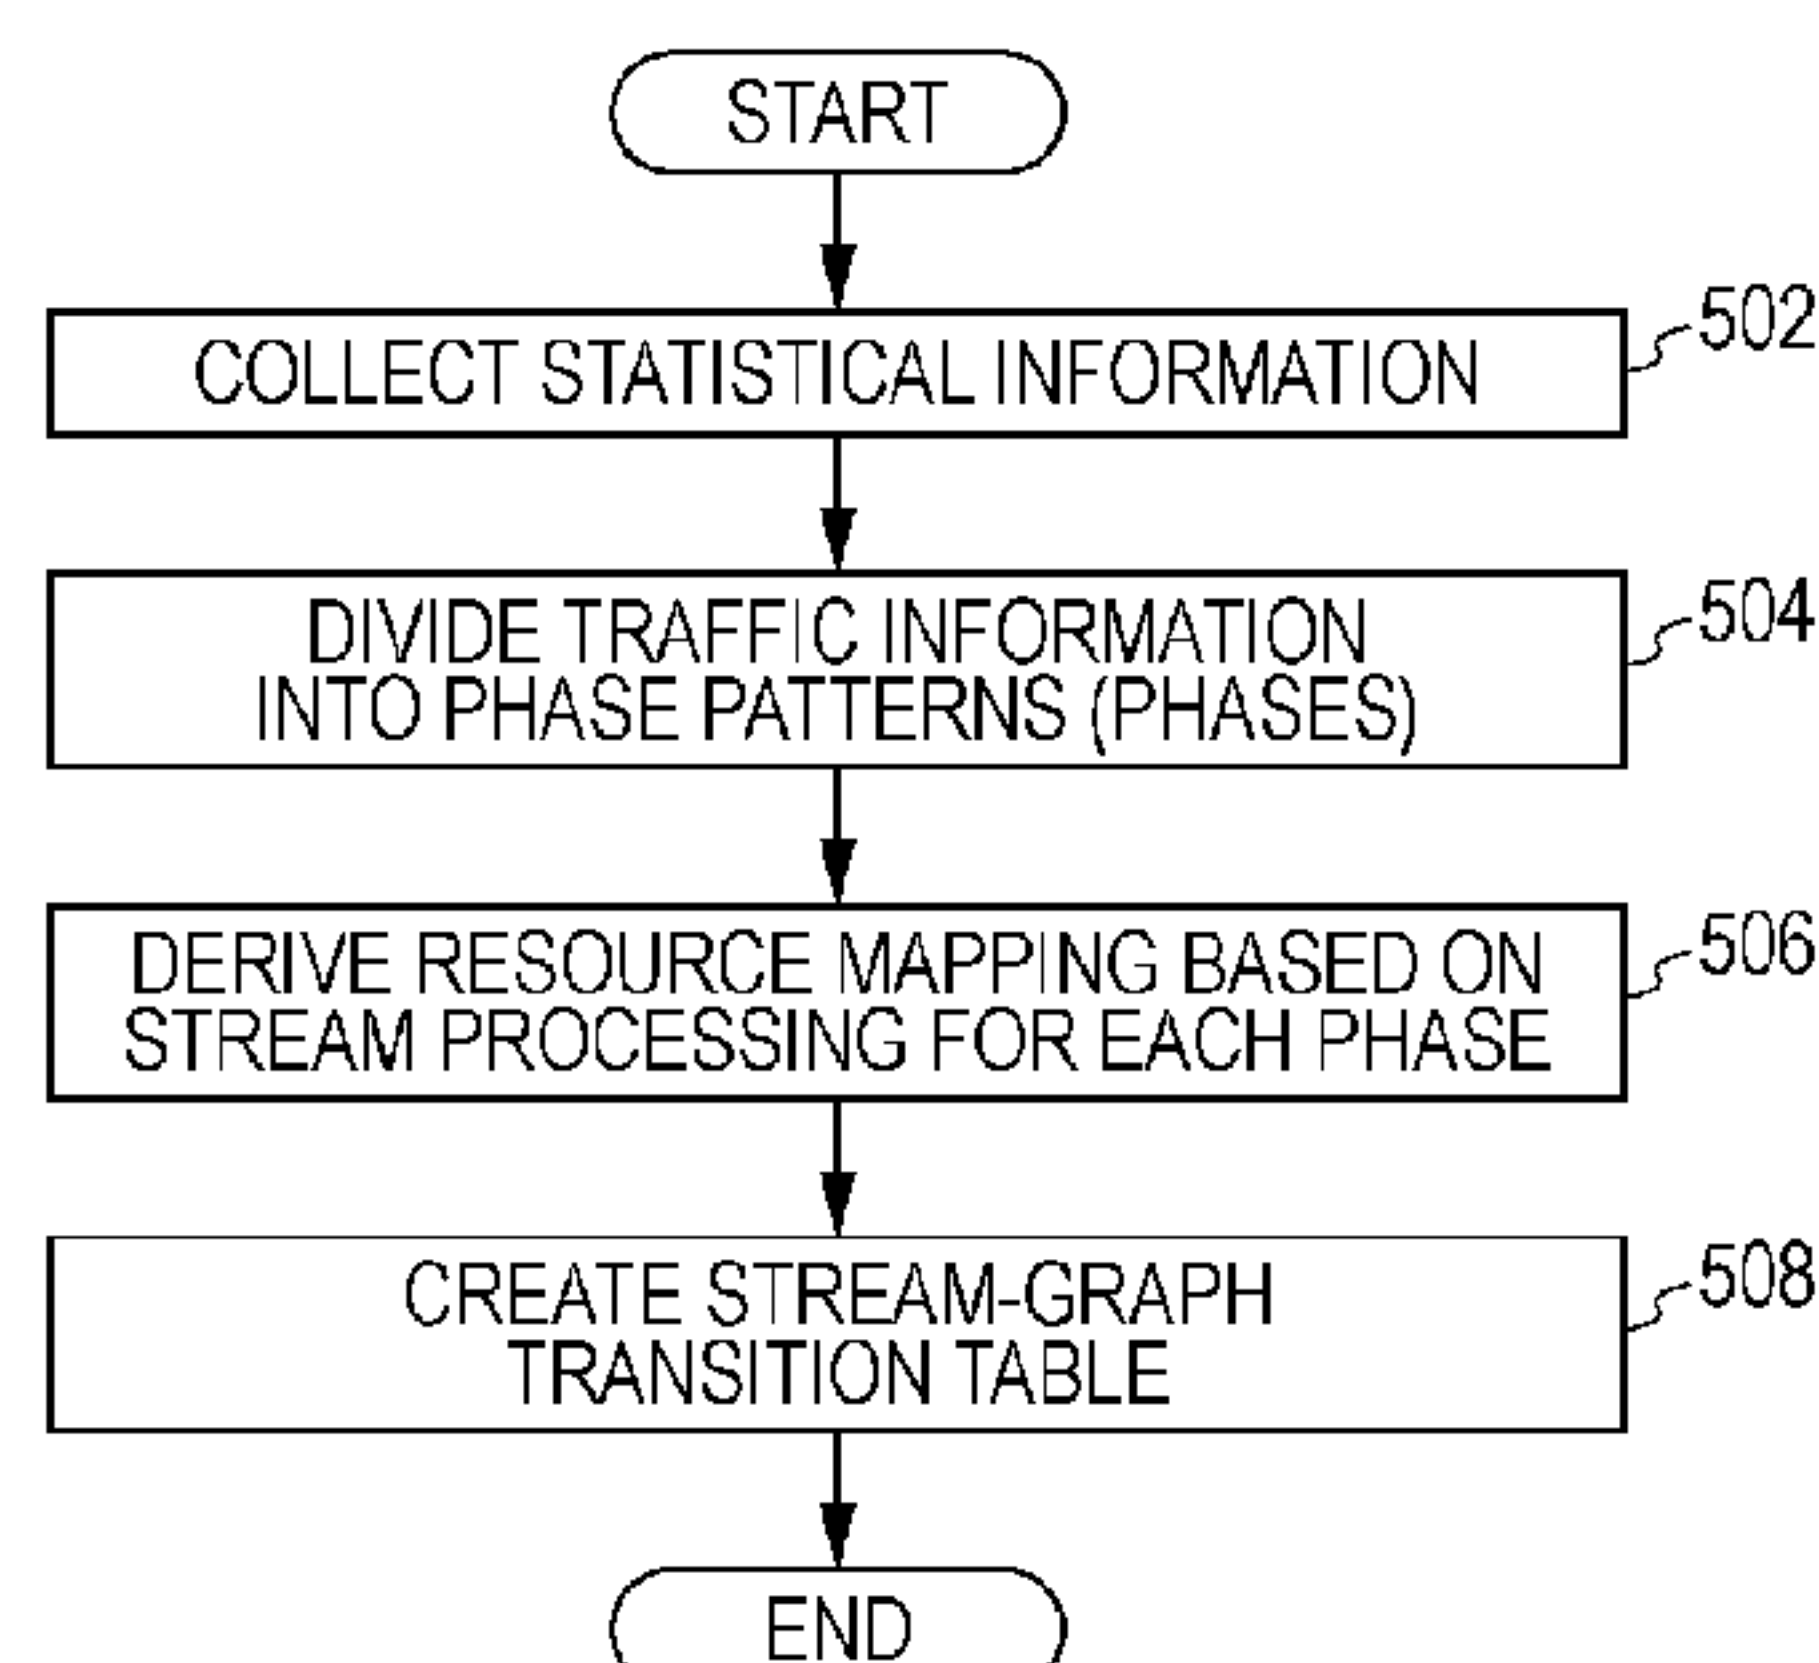 START
COLLECT STATISTICAL INFORMATION
502
DIVIDE TRAFFIC INFORMATION
INTO PHASE PATTERNS (PHASES)
504
DERIVE RESOURCE MAPPING BASED ON
STREAM PROCESSING FOR EACH PHASE
506
CREATE STREAM-GRAPH
TRANSITION TABLE
508
END